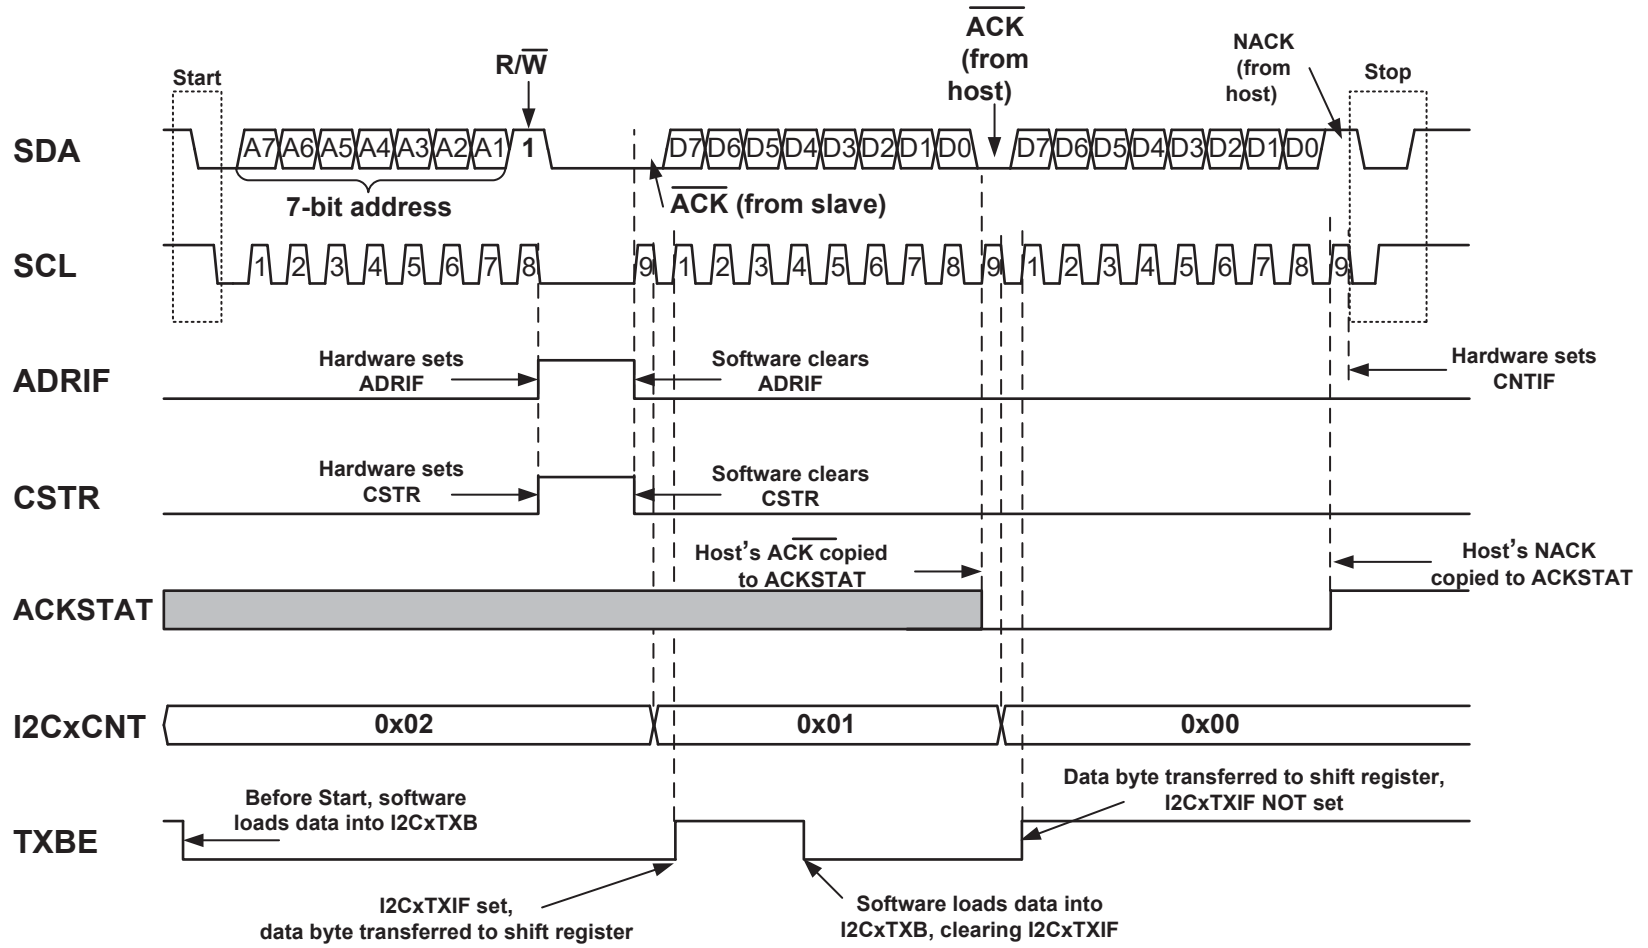 ACK
(from
host)
NACK
(from
host)
R/W
Start
Stop
SDA
A7 A6 A5 A4 A3 A2 A1 1 D7 D6 D5 D4 D3 D2 D1 D0 D7 D6 D5 D4 D3 D2 D1 D0
7-bit address
ACK (from slave)
SCL
1 2 3 4 5 6 7 8 9 1 2 3 4 5 6 7 8 9 1 2 3 4 5 6 7 8 9
ADRIF
Hardware sets
ADRIF
Software clears
ADRIF
Hardware sets
CNTIF
CSTR
Hardware sets
CSTR
Software clears
CSTR
Host's ACK copied
to ACKSTAT
Host's NACK
copied to ACKSTAT
ACKSTAT
I2CxCNT
0x02 0x01 0x00
TXBE
Before Start, software
loads data into I2CxTXB
Data byte transferred to shift register,
I2CxTXIF NOT set
I2CxTXIF set,
data byte transferred to shift register
Software loads data into
I2CxTXB, clearing I2CxTXIF